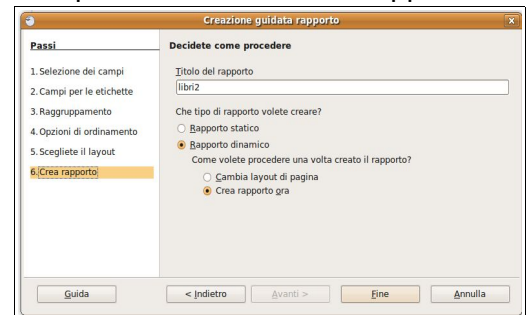 Creazione guidata rapporto
Passi
1. Selezione dei campi
2. Campi per le etichette
3. Raggruppamento
4. Opzioni di ordinamento
5. Scegliete il layout
6. Crea rapporto
Decidete come procedere
Titolo del rapporto
libri2
Che tipo di rapporto volete creare?
Rapporto statico
Rapporto dinamico
Come volete procedere una volta creato il rapporto?
Cambia layout di pagina
Crea rapporto ora
Guida
< Indietro
Avanti >
Fine
Annulla